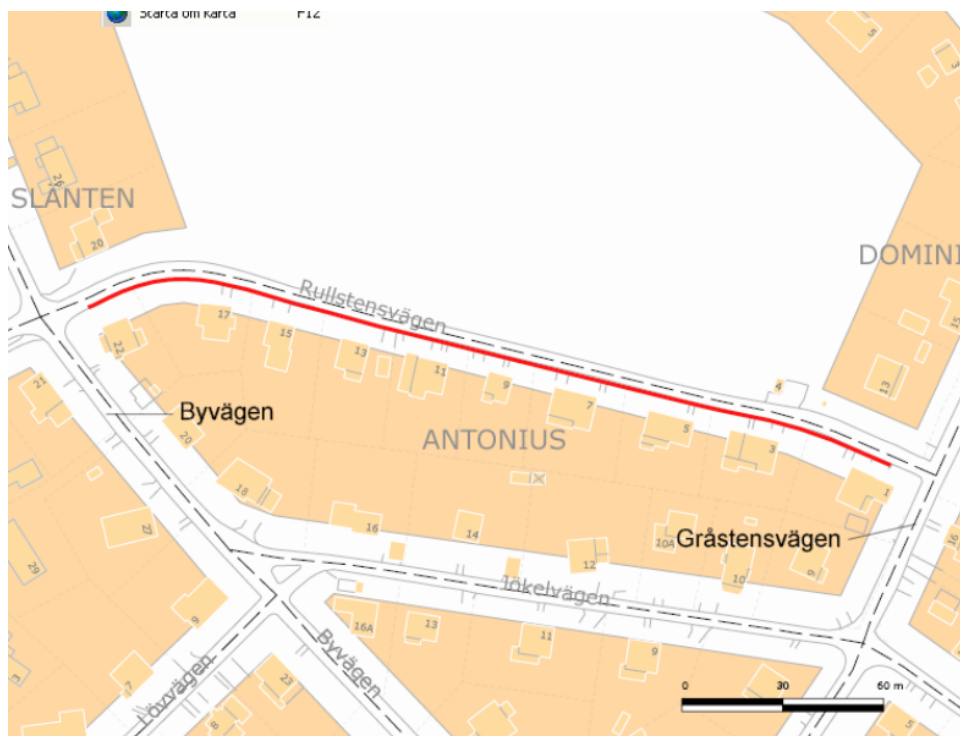 Starta om karta F12
SLÄNTEN
DOMINI
Rullstensvägen
Byvägen
ANTONIUS
Gråstensvägen
Jökelvägen
Byvägen
Lövvägen
26
20
22
17
15
13
11
9
7
5
3
1
4
13
15
5
3
21
20
18
27
29
16
14
12
10A
10
9
16
16A
13
11
9
7
23
8
5
0 30 60 m